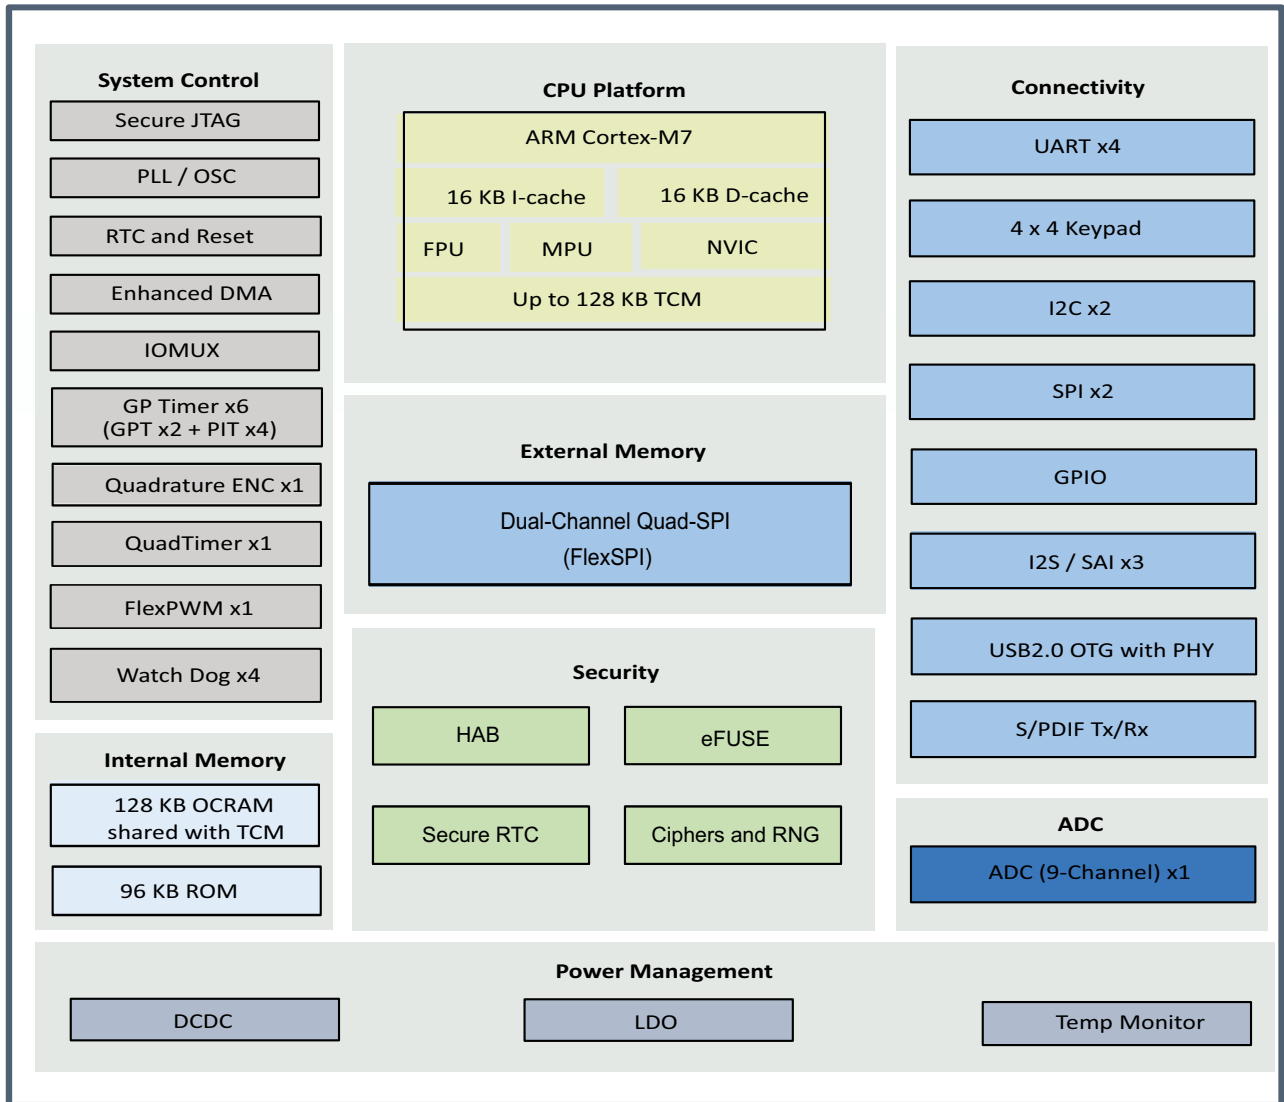 System Control
Secure JTAG
PLL / OSC
RTC and Reset
Enhanced DMA
IOMUX
GP Timer x6
(GPT x2 + PIT x4)
Quadrature ENC x1
QuadTimer x1
FlexPWM x1
Watch Dog x4
Internal Memory
128 KB OCRAM
shared with TCM
96 KB ROM
CPU Platform
ARM Cortex-M7
16 KB I-cache
16 KB D-cache
FPU
MPU
NVIC
Up to 128 KB TCM
External Memory
Dual-Channel Quad-SPI
(FlexSPI)
Security
HAB
eFUSE
Secure RTC
Ciphers and RNG
Connectivity
UART x4
4 x 4 Keypad
I2C x2
SPI x2
GPIO
I2S / SAI x3
USB2.0 OTG with PHY
S/PDIF Tx/Rx
ADC
ADC (9-Channel) x1
Power Management
DCDC
LDO
Temp Monitor